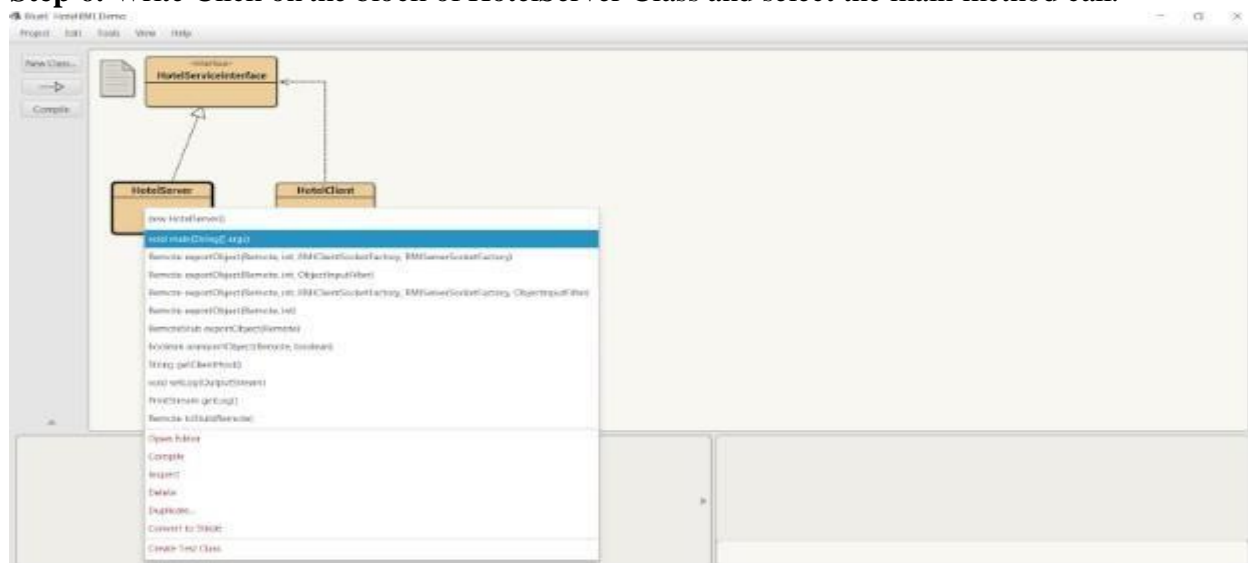 Step 6: Write Click on the block of HotelServer Class and select the main method call.
BlueJ: HotelRMIDemo
Project Edit Tools View Help
New Class...
Compile
<<interface>>
HotelServiceInterface
HotelServer
HotelClient
new HotelServer()
void main(String[] args)
Remote exportObject(Remote, int, RMIClientSocketFactory, RMIServerSocketFactory)
Remote exportObject(Remote, int, ObjectInputFilter)
Remote exportObject(Remote, int, RMIClientSocketFactory, RMIServerSocketFactory, ObjectInputFilter)
Remote exportObject(Remote, int)
RemoteStub exportObject(Remote)
boolean unexportObject(Remote, boolean)
String getClientHost()
void setLog(OutputStream)
PrintStream getLog()
Remote toStub(Remote)
Open Editor
Compile
Inspect
Delete
Duplicate...
Convert to Stride
Create Test Class